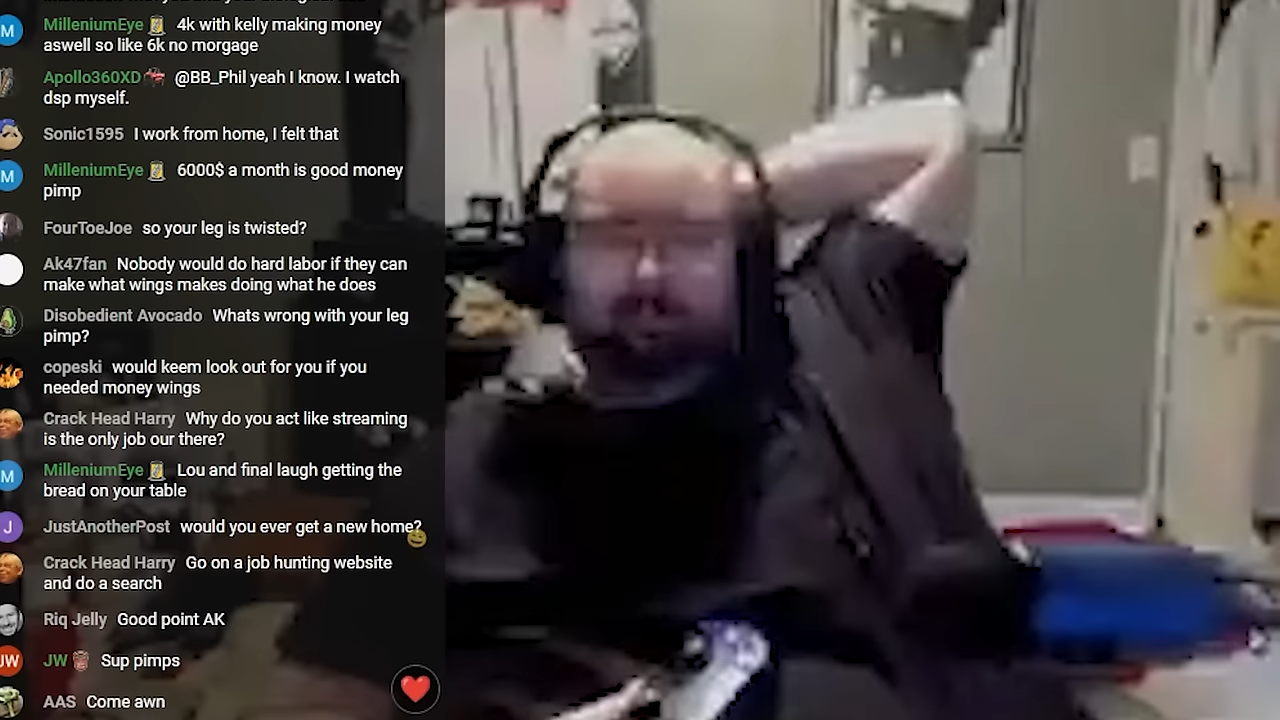 MilleniumEye 4k with kelly making money
aswell so like 6k no morgage
Apollo360XD @BB_Phil yeah I know. I watch
dsp myself.
Sonic1595 I work from home, I felt that
M MilleniumEye 6000$ a month is good money
pimp
FourToeJoe so your leg is twisted?
Ak47fan Nobody would do hard labor if they can
make what wings makes doing what he does
Disobedient Avocado Whats wrong with your leg
pimp?
copeski would keem look out for you if you
needed money wings
Crack Head Harry Why do you act like streaming
is the only job our there?
M MilleniumEye Lou and final laugh getting the
bread on your table
J JustAnotherPost would you ever get a new home?
Crack Head Harry Go on a job hunting website
and do a search
Riq Jelly Good point AK
JW JW Sup pimps
AAS Come awn